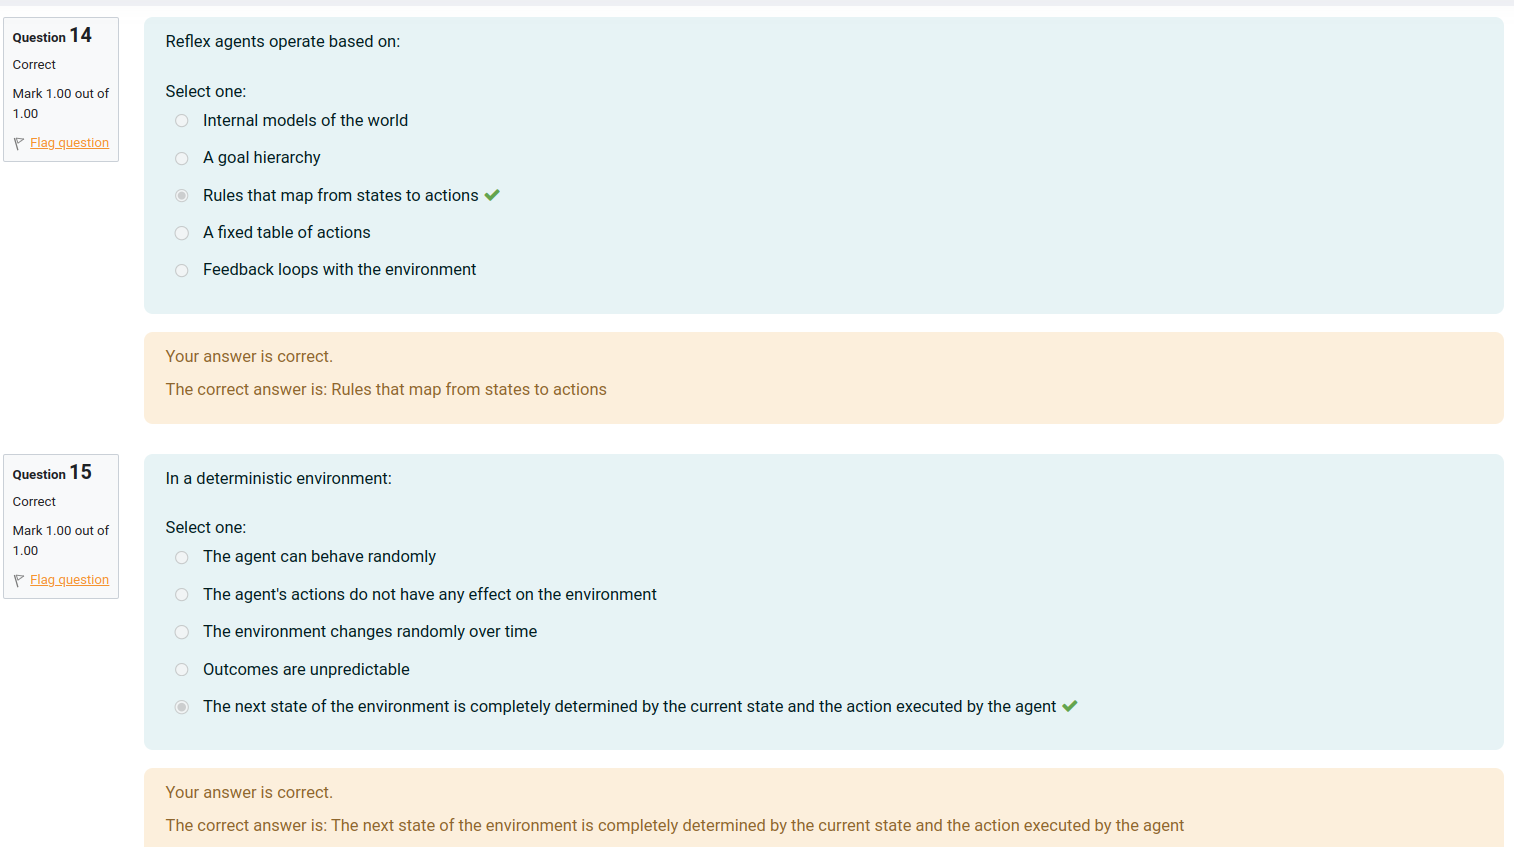 Question 14
Correct
Mark 1.00 out of
1.00
Flag question
Reflex agents operate based on:
Select one:
Internal models of the world
A goal hierarchy
Rules that map from states to actions
A fixed table of actions
Feedback loops with the environment
Your answer is correct.
The correct answer is: Rules that map from states to actions
Question 15
Correct
Mark 1.00 out of
1.00
Flag question
In a deterministic environment:
Select one:
The agent can behave randomly
The agent's actions do not have any effect on the environment
The environment changes randomly over time
Outcomes are unpredictable
The next state of the environment is completely determined by the current state and the action executed by the agent
Your answer is correct.
The correct answer is: The next state of the environment is completely determined by the current state and the action executed by the agent